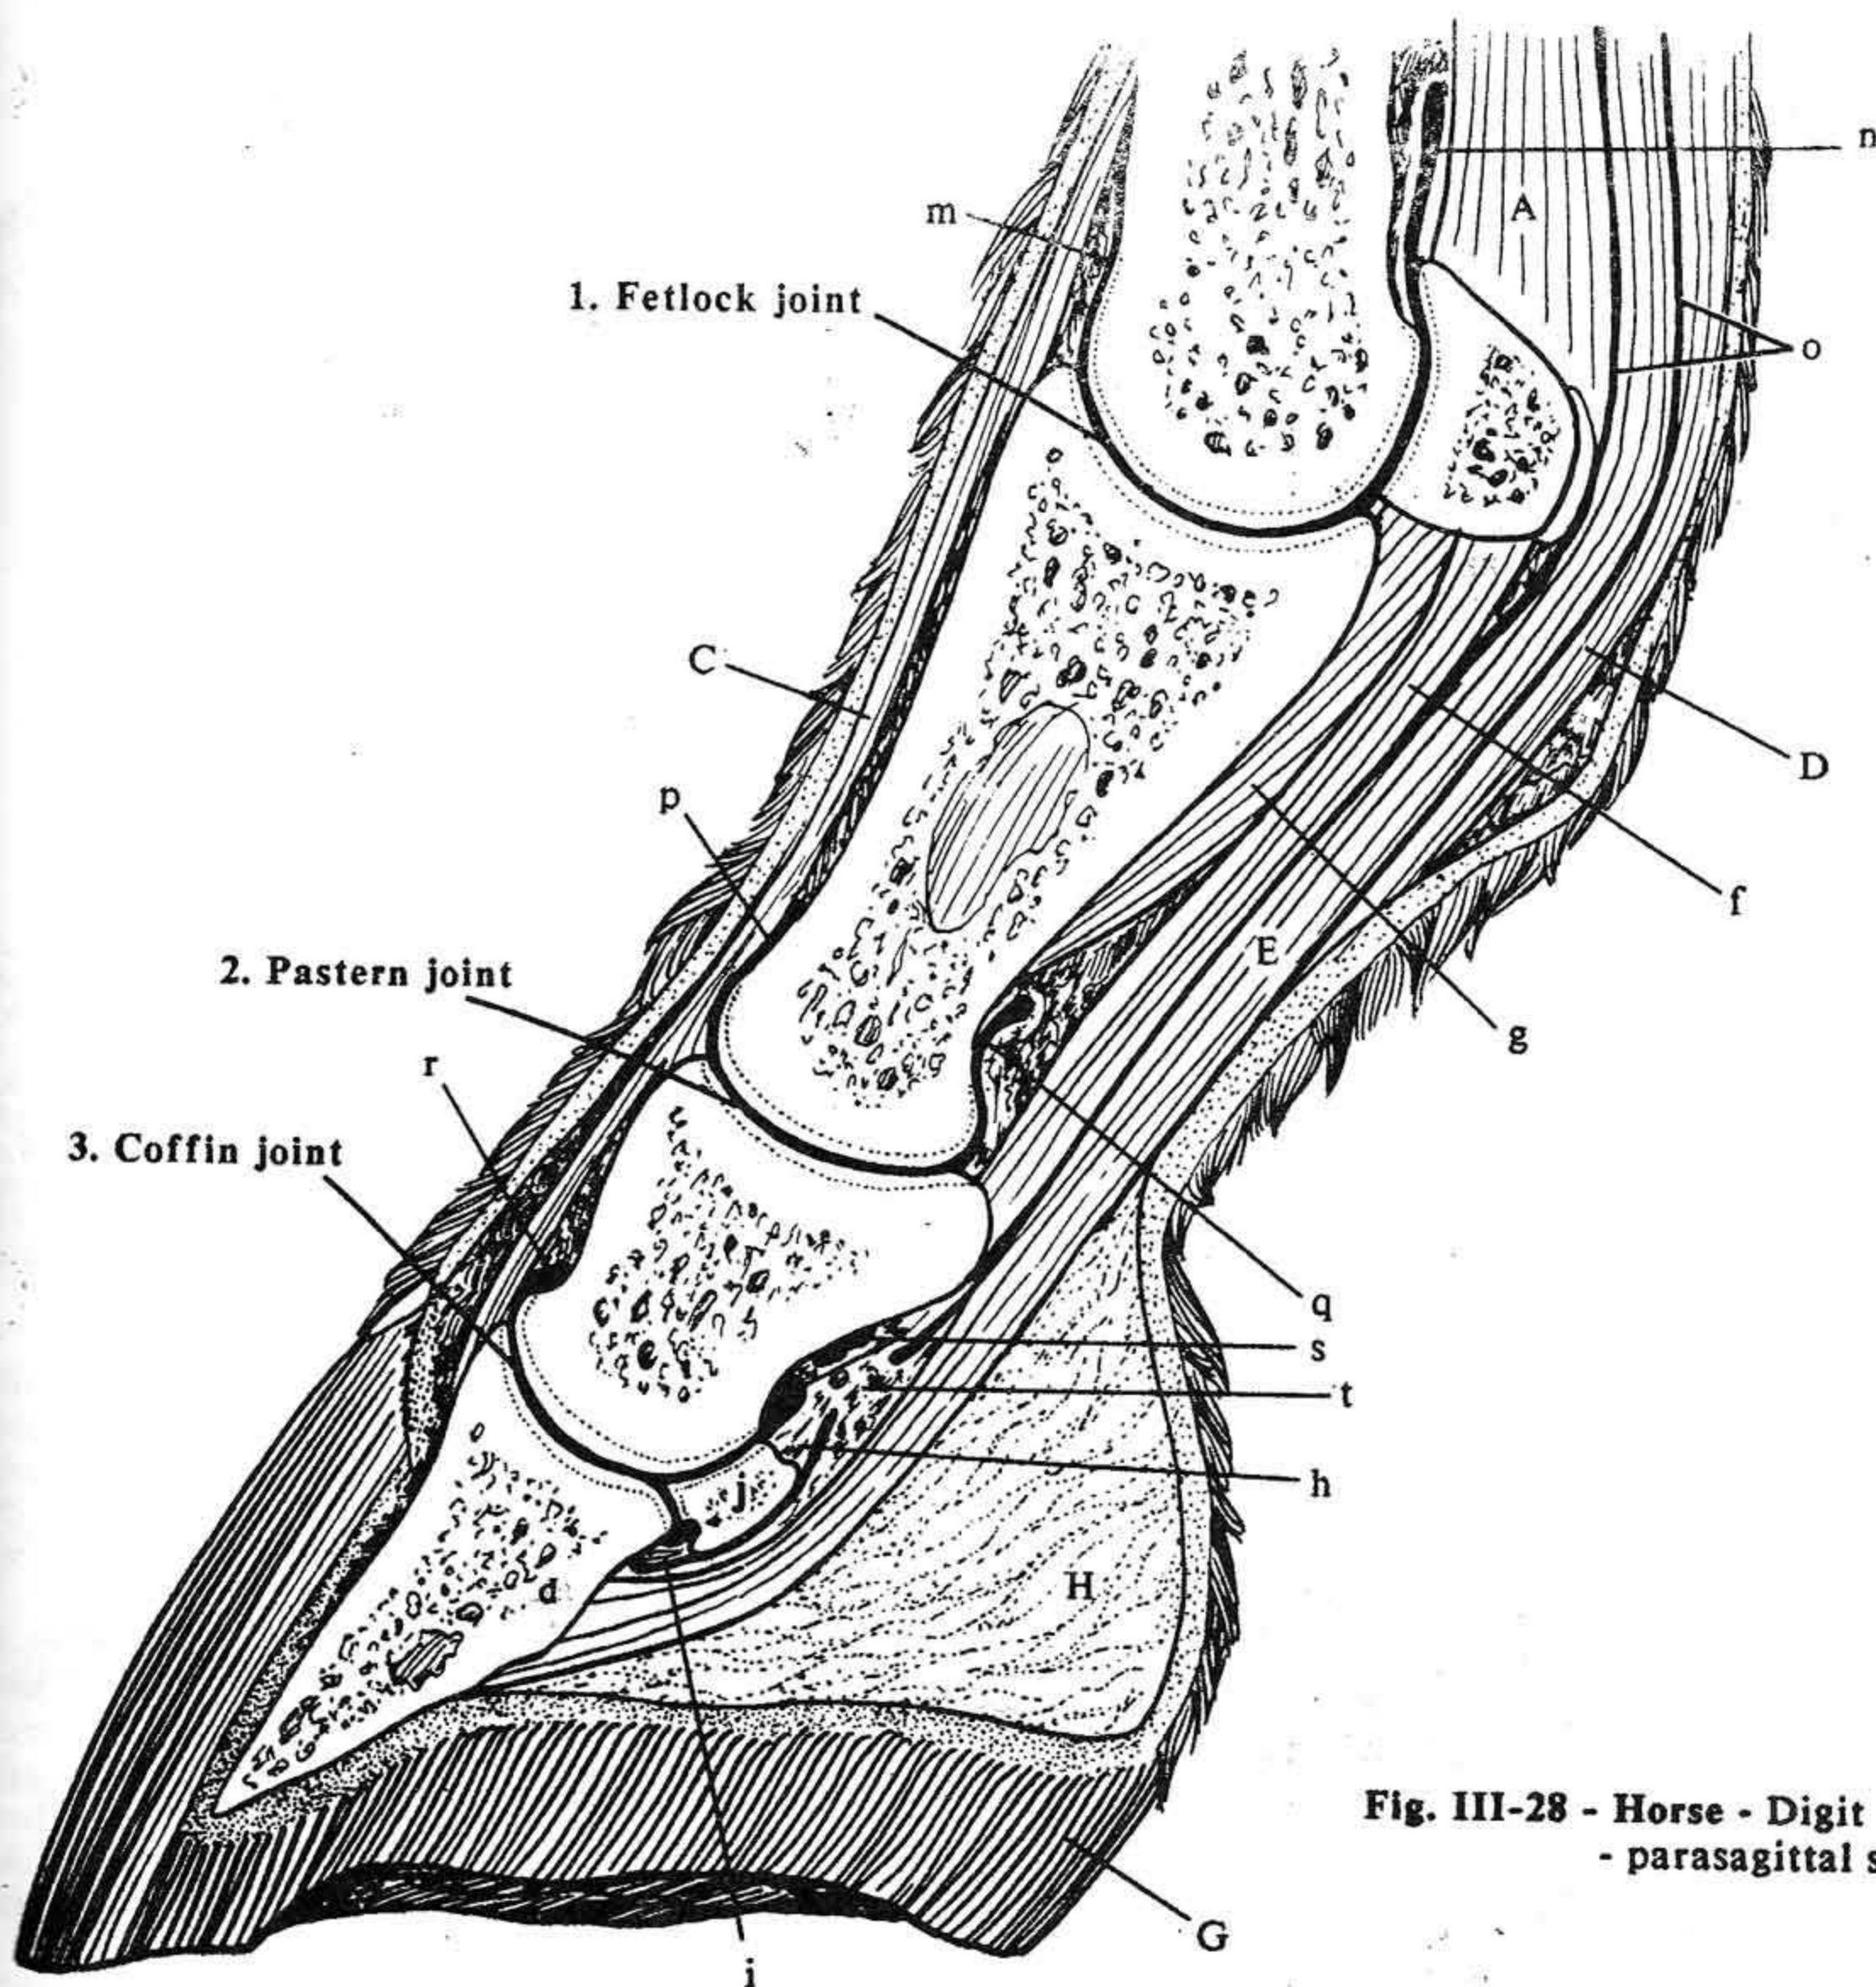 n
A
m
1. Fetlock joint
o
C
D
p
f
E
2. Pastern joint
g
r
3. Coffin joint
q
s
t
h
j
d
H
Fig. III-28 - Horse - Digit
- parasagittal s
G
i